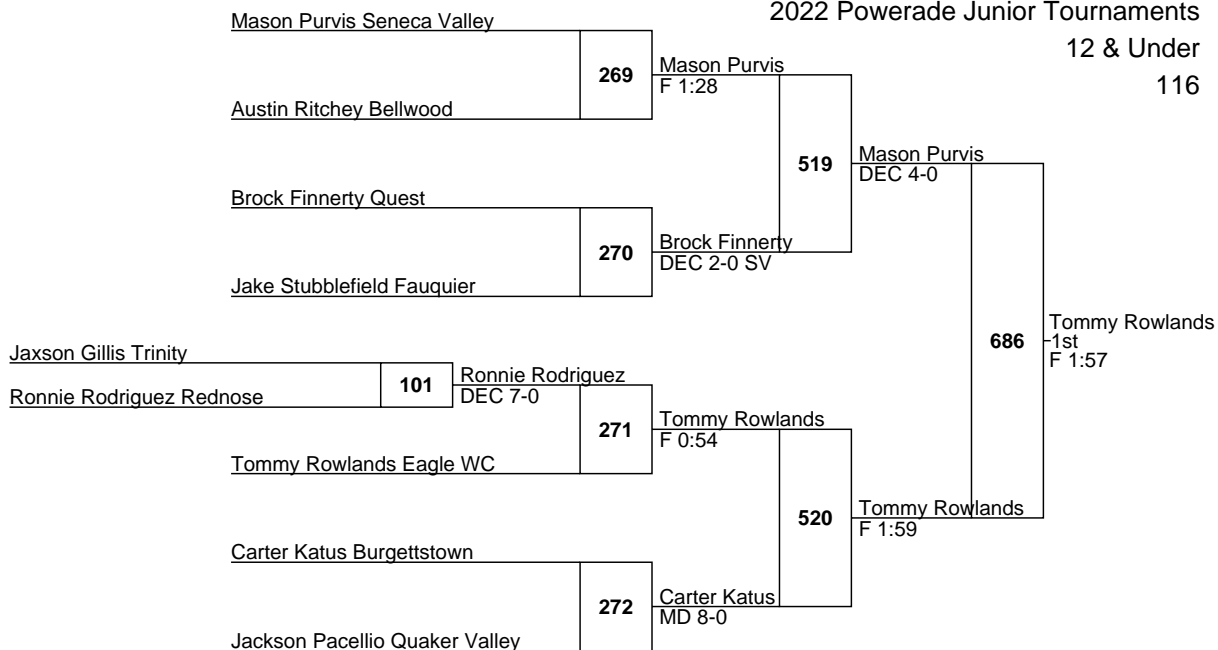 2022 Powerade Junior Tournaments
12 & Under
116
Mason Purvis Seneca Valley
269
Mason Purvis
F 1:28
Austin Ritchey Bellwood
519
Mason Purvis
DEC 4-0
Brock Finnerty Quest
270
Brock Finnerty
DEC 2-0 SV
Jake Stubblefield Fauquier
686
Tommy Rowlands
1st
F 1:57
Jaxson Gillis Trinity
101
Ronnie Rodriguez
DEC 7-0
Ronnie Rodriguez Rednose
271
Tommy Rowlands
F 0:54
Tommy Rowlands Eagle WC
520
Tommy Rowlands
F 1:59
Carter Katus Burgettstown
272
Carter Katus
MD 8-0
Jackson Pacellio Quaker Valley